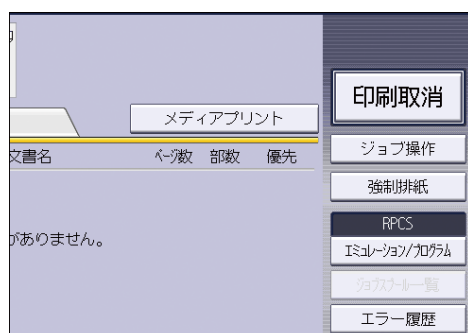 印刷取消
メディアプリント
ジョブ操作
文書名 ページ数 部数 優先
強制排紙
がありません。
RPCS
エミュレーション/プログラム
ジョブスプール一覧
エラー履歴